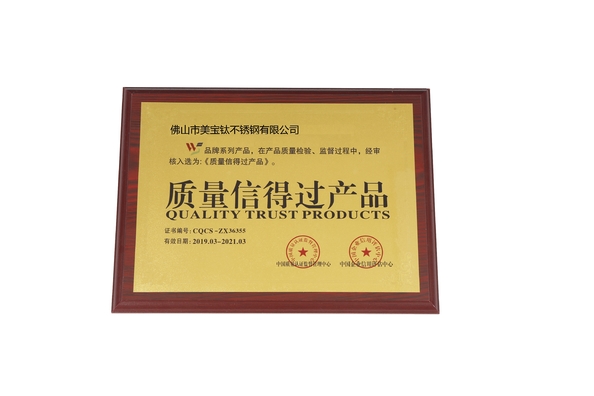 佛山市美宝钛不锈钢有限公司
品牌系列产品，在产品质量检验、监督过程中，经审
核入选为：《质量信得过产品》。
质量信得过产品
QUALITY TRUST PRODUCTS
证书编号：CQCS-ZX36355
有效日期：2019.03-2021.03